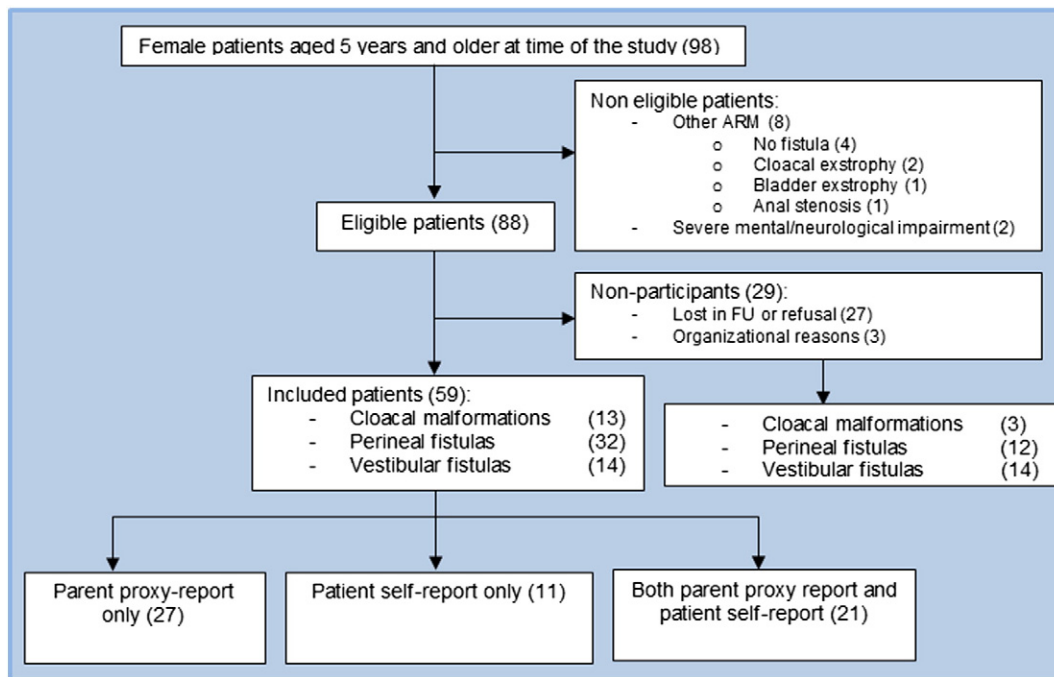 Female patients aged 5 years and older at time of the study (98)
Non eligible patients:
- Other ARM (8)
o No fistula (4)
o Cloacal exstrophy (2)
o Bladder exstrophy (1)
o Anal stenosis (1)
- Severe mental/neurological impairment (2)
Eligible patients (88)
Non-participants (29):
- Lost in FU or refusal (27)
- Organizational reasons (3)
Included patients (59):
- Cloacal malformations (13)
- Perineal fistulas (32)
- Vestibular fistulas (14)
- Cloacal malformations (3)
- Perineal fistulas (12)
- Vestibular fistulas (14)
Parent proxy-report
only (27)
Patient self-report only (11)
Both parent proxy report and
patient self-report (21)